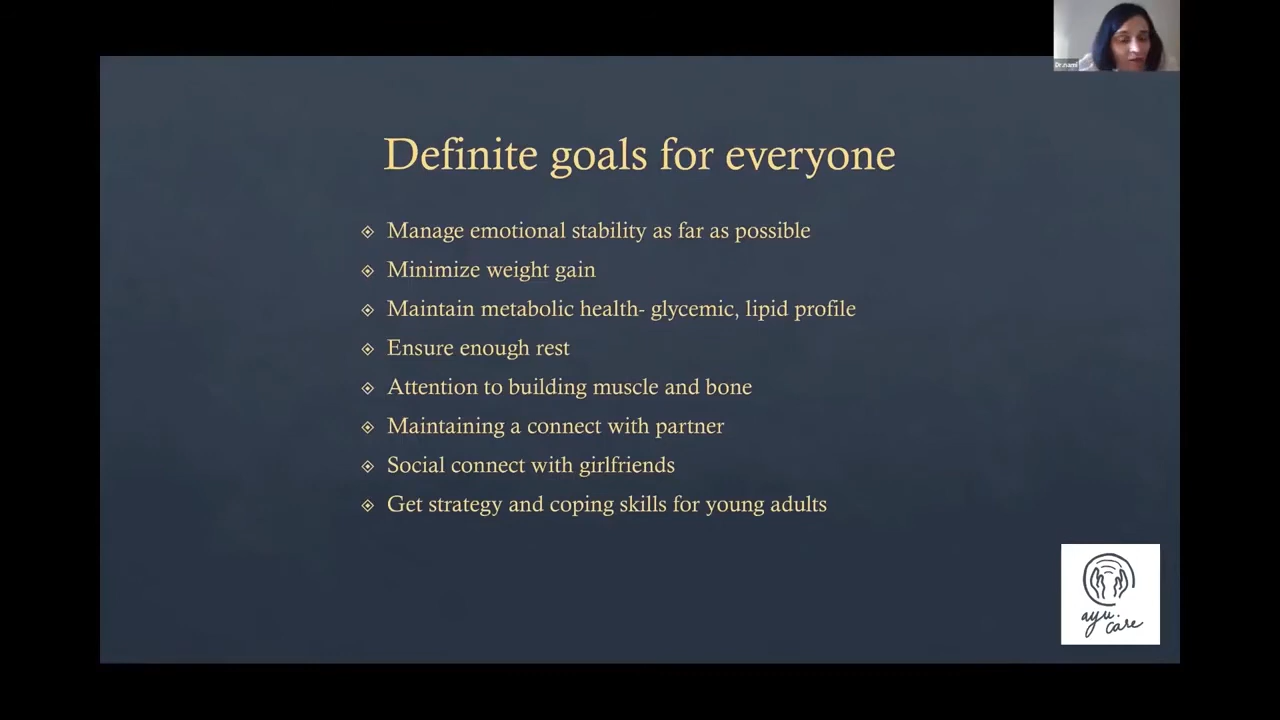 Dr.nami
Definite goals for everyone
Manage emotional stability as far as possible
Minimize weight gain
Maintain metabolic health- glycemic, lipid profile
Ensure enough rest
Attention to building muscle and bone
Maintaining a connect with partner
Social connect with girlfriends
Get strategy and coping skills for young adults
ayu.
care